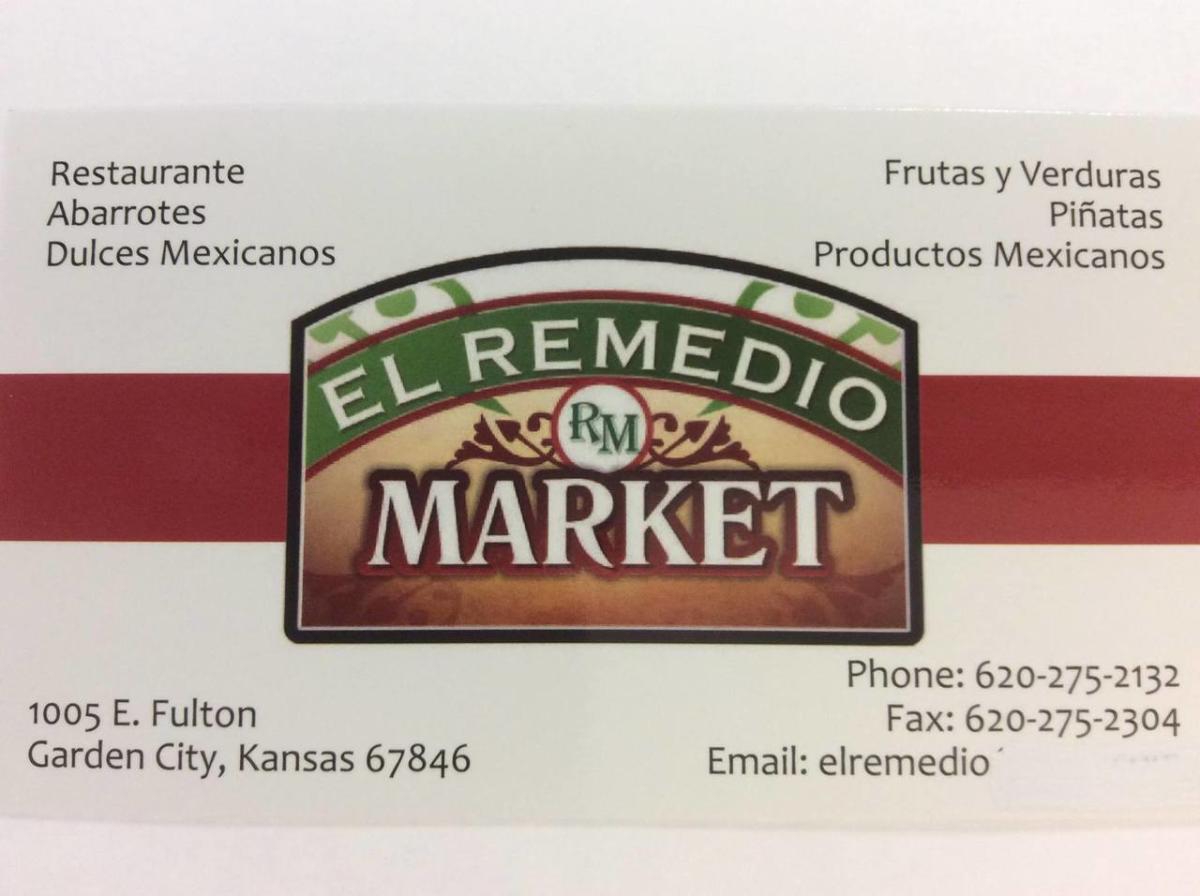 Restaurante
Abarrotes
Dulces Mexicanos
Frutas y Verduras
Piñatas
Productos Mexicanos
EL REMEDIO
RM
MARKET
1005 E. Fulton
Garden City, Kansas 67846
Phone: 620-275-2132
Fax: 620-275-2304
Email: elremedio